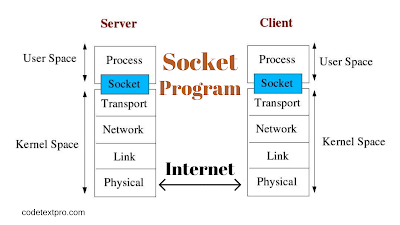 Server
Client
User Space
Process
Socket
Transport
Network
Link
Physical
Kernel Space
Socket
Program
Internet
Process
Socket
Transport
Network
Link
Physical
User Space
Kernel Space
codetextpro.com